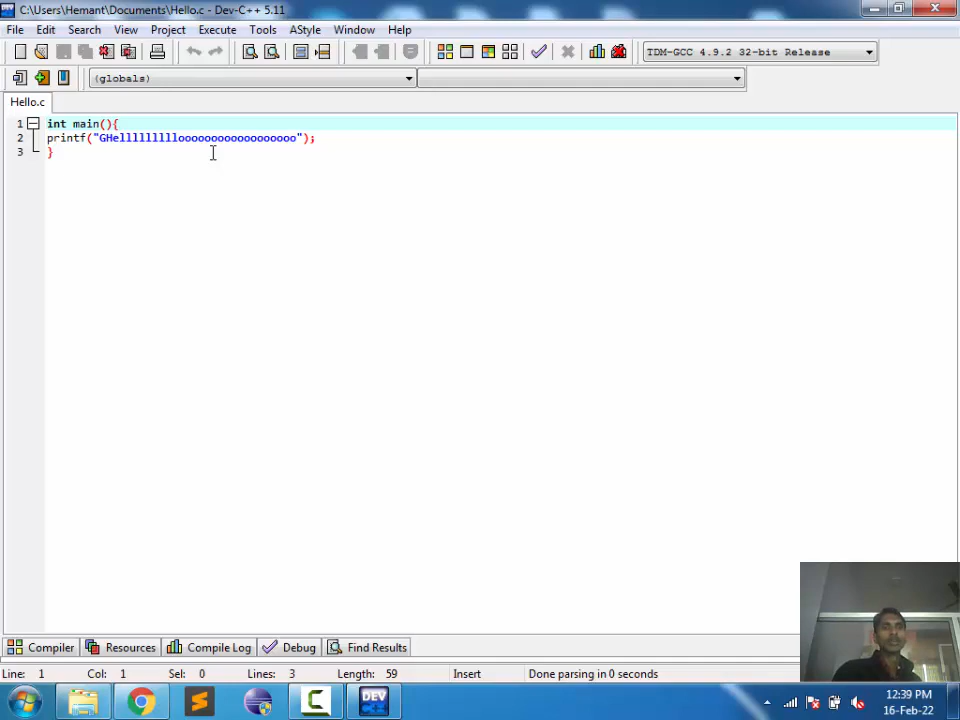 C:\Users\Hemant\Documents\Hello.c - Dev-C++ 5.11
File Edit Search View Project Execute Tools AStyle Window Help
TDM-GCC 4.9.2 32-bit Release
(globals)
Hello.c
1 int main(){
2 printf("GHellllllllloooooooooooooooooo");
3 }
Compiler Resources Compile Log Debug Find Results
Line: 1 Col: 1 Sel: 0 Lines: 3 Length: 59 Insert Done parsing in 0 seconds
DEV
12:39 PM
16-Feb-22